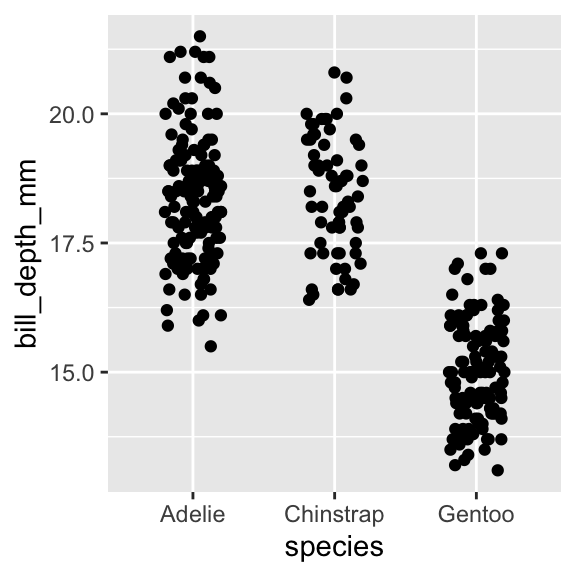 bill_depth_mm
20.0
17.5
15.0
Adelie Chinstrap Gentoo
species